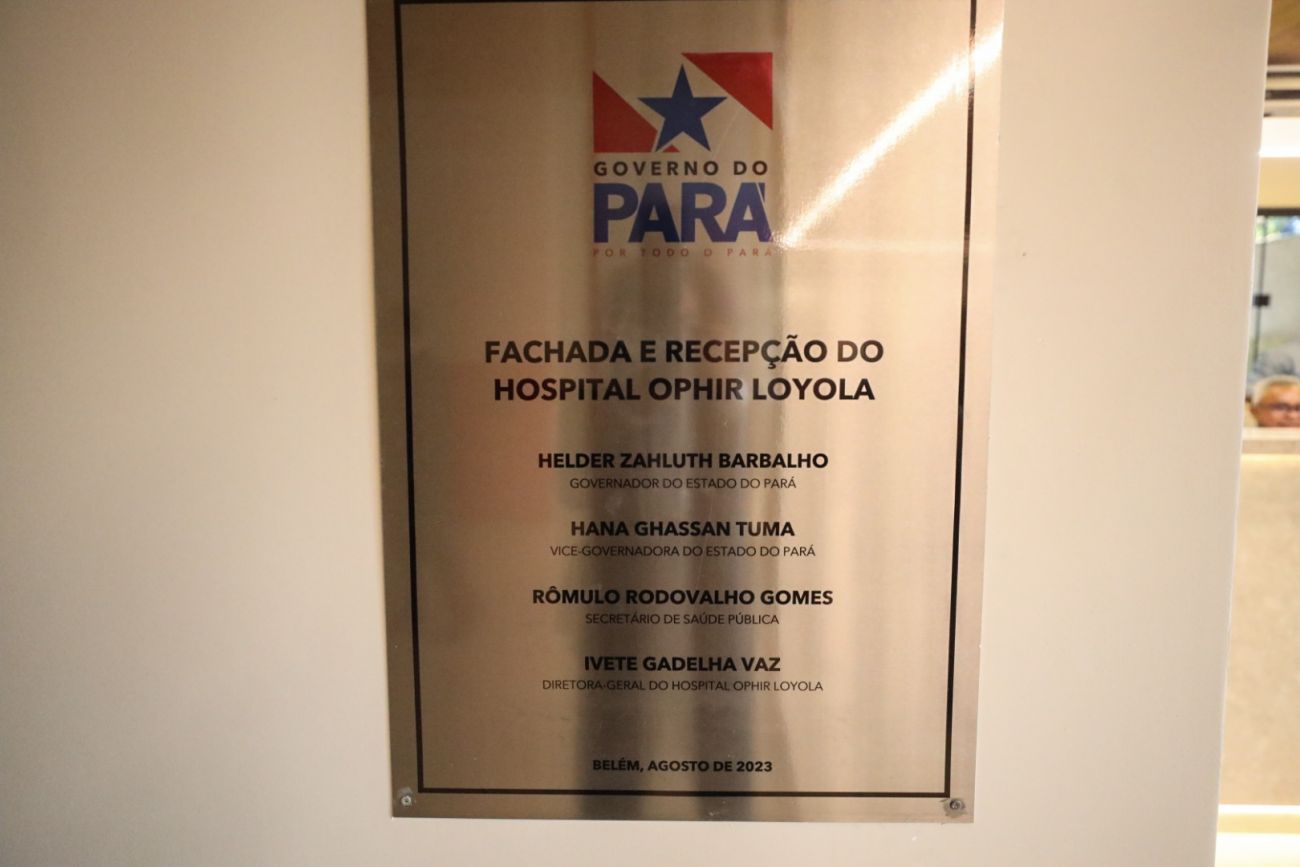 GOVERNO DO
PARÁ
POR TODO O PARÁ
FACHADA E RECEPÇÃO DO
HOSPITAL OPHIR LOYOLA
HELDER ZAHLUTH BARBALHO
GOVERNADOR DO ESTADO DO PARÁ
HANA GHASSAN TUMA
VICE-GOVERNADORA DO ESTADO DO PARÁ
RÔMULO RODOVALHO GOMES
SECRETÁRIO DE SAÚDE PÚBLICA
IVETE GADELHA VAZ
DIRETORA-GERAL DO HOSPITAL OPHIR LOYOLA
BELÉM, AGOSTO DE 2023